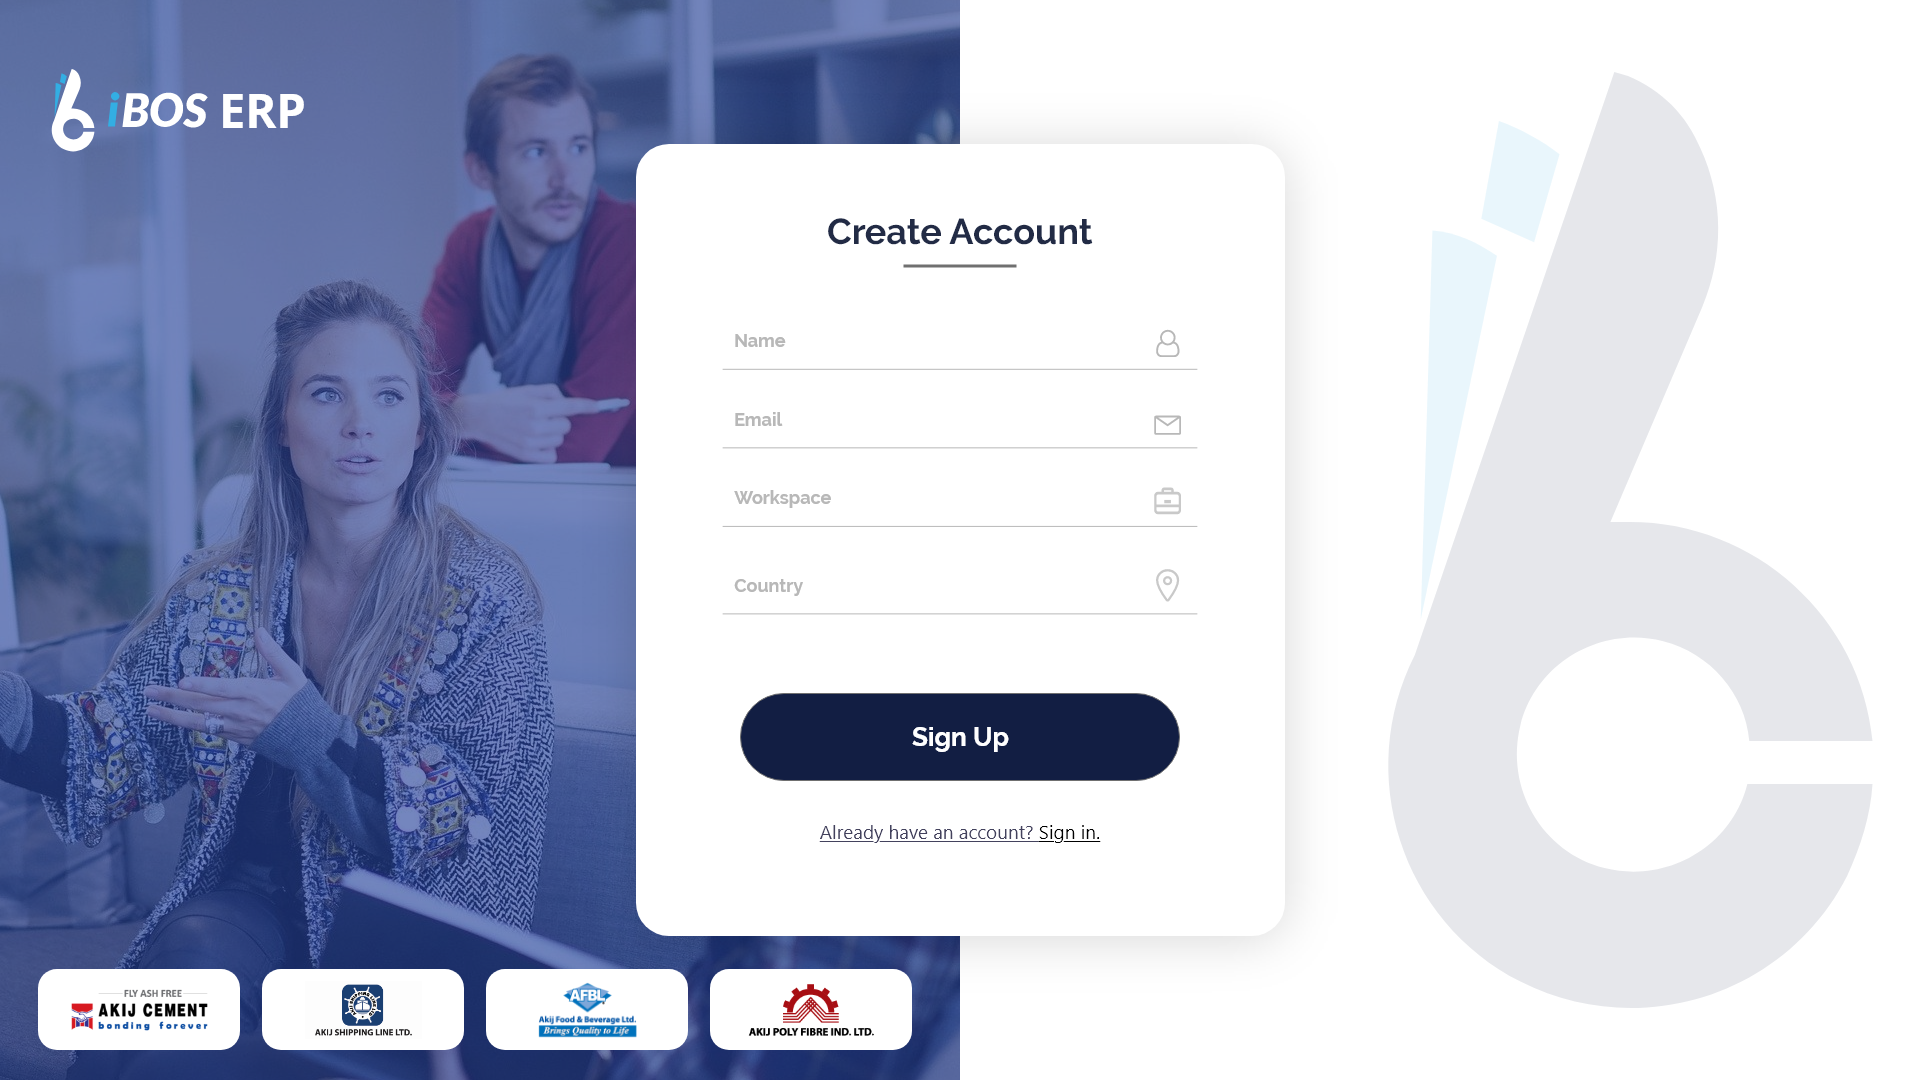 iBOS ERP
Create Account
Name
Email
Workspace
Country
Sign Up
Already have an account? Sign in.
FLY ASH FREE
AKIJ CEMENT
bonding forever
AKIJ SHIPPING LINE LTD.
AFBL
Akij Food & Beverage Ltd.
Brings Quality to Life
AKIJ POLY FIBRE IND. LTD.